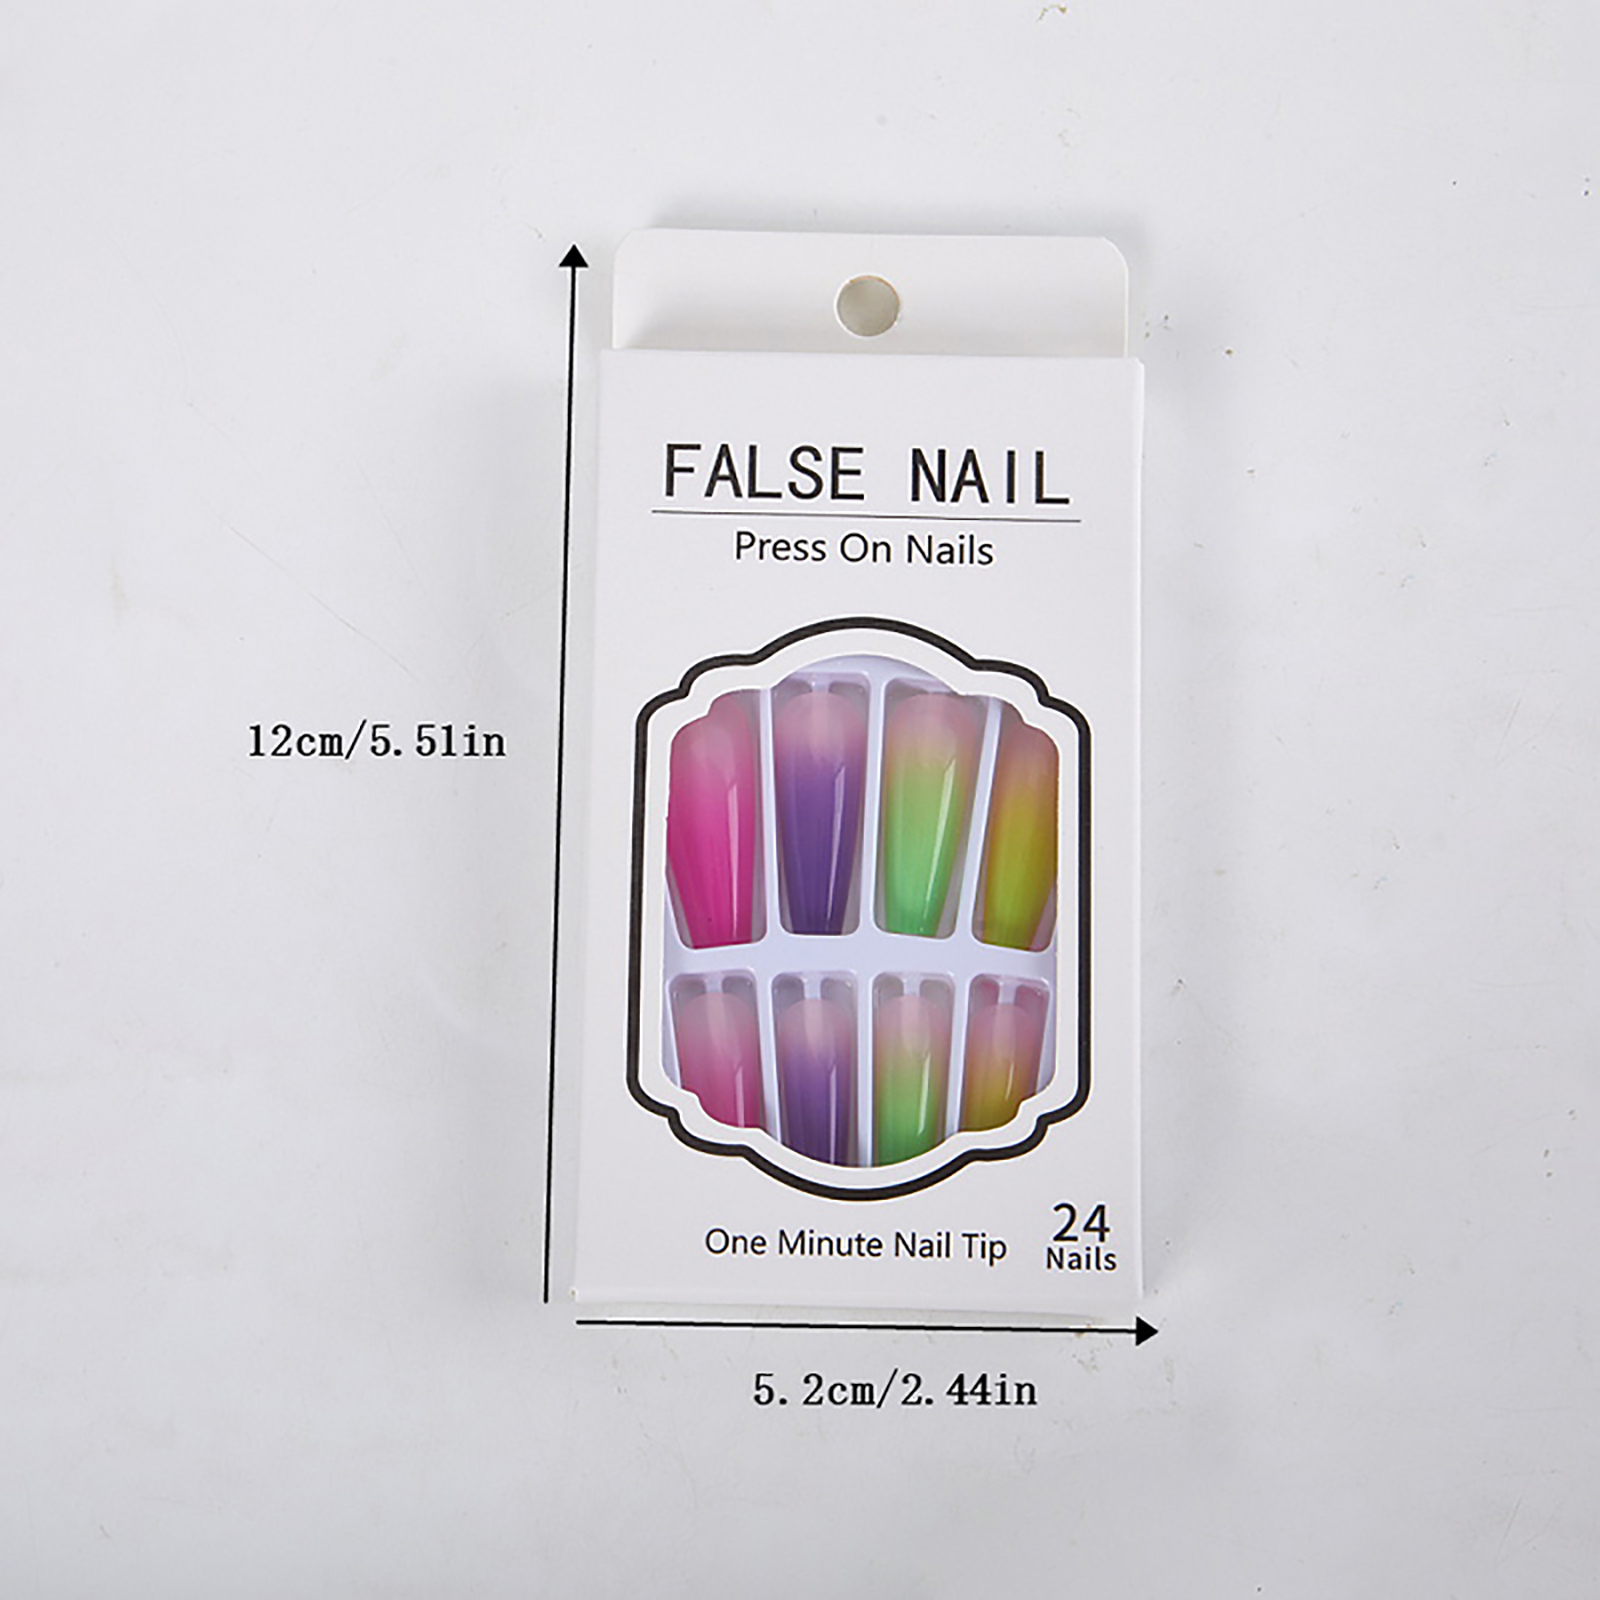 FALSE NAIL
Press On Nails
12cm/5.51in
One Minute Nail Tip
24
Nails
5.2cm/2.44in